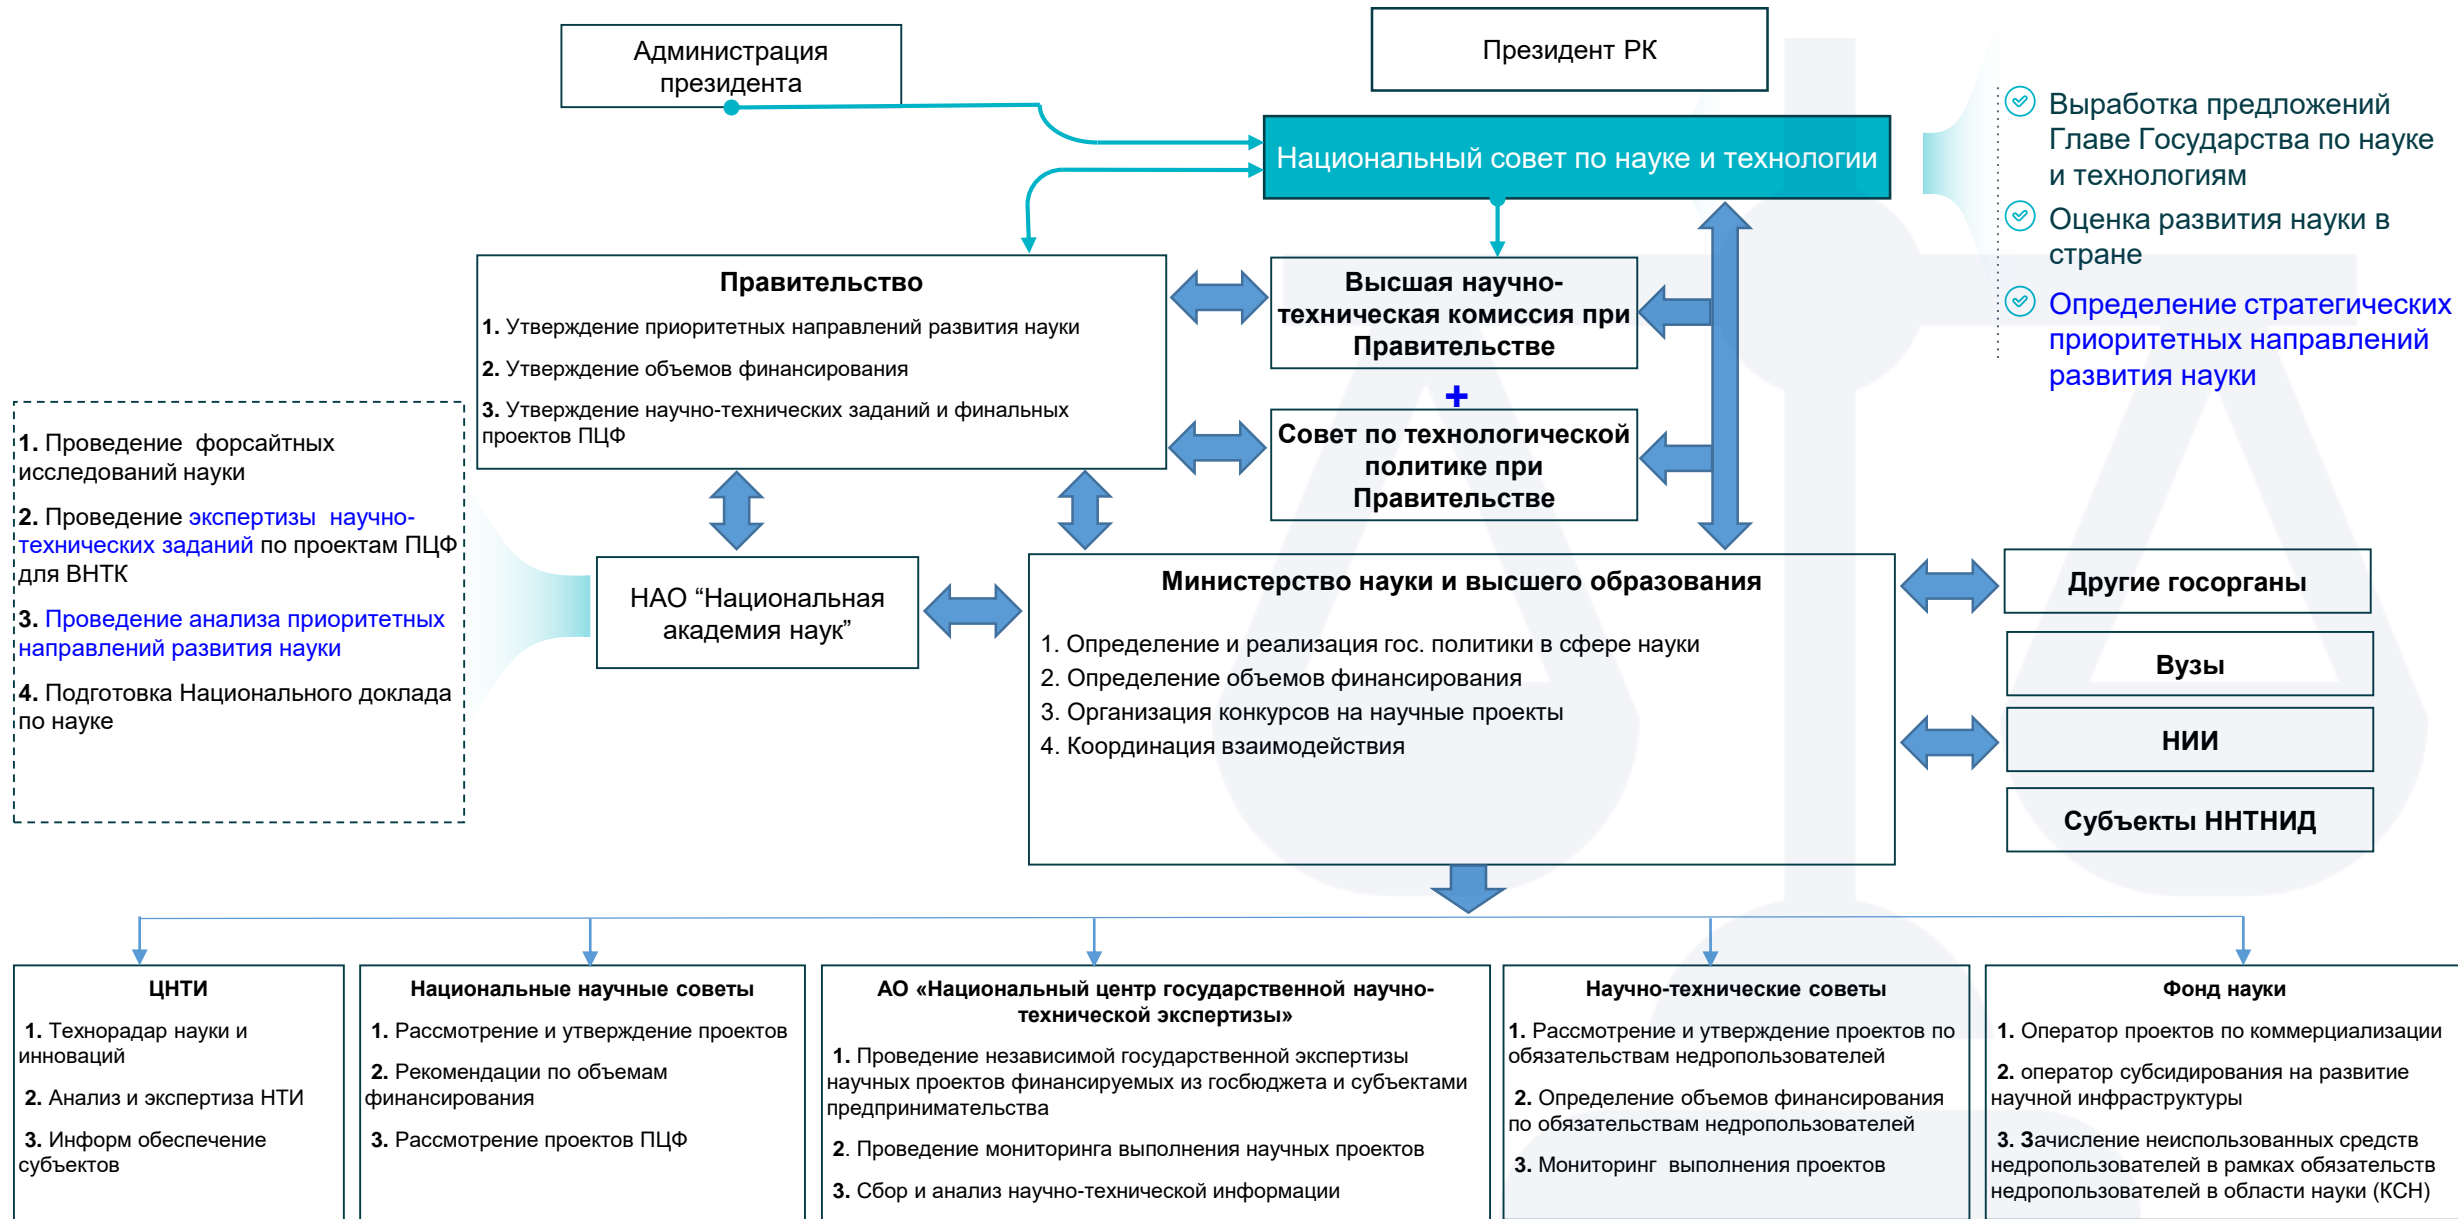 Администрация
президента
Президент РК
Национальный совет по науке и технологии
Выработка предложений
Главе Государства по науке
и технологиям
Оценка развития науки в
стране
Определение стратегических
приоритетных направлений
развития науки
Правительство
1. Утверждение приоритетных направлений развития науки
2. Утверждение объемов финансирования
3. Утверждение научно-технических заданий и финальных
проектов ПЦФ
Высшая научно-
техническая комиссия при
Правительстве
+
Совет по технологической
политике при
Правительстве
1. Проведение форсайтных
исследований науки
2. Проведение экспертизы научно-
технических заданий по проектам ПЦФ
для ВНТК
3. Проведение анализа приоритетных
направлений развития науки
4. Подготовка Национального доклада
по науке
НАО “Национальная
академия наук”
Министерство науки и высшего образования
1. Определение и реализация гос. политики в сфере науки
2. Определение объемов финансирования
3. Организация конкурсов на научные проекты
4. Координация взаимодействия
Другие госорганы
Вузы
НИИ
Субъекты ННТНИД
ЦНТИ
1. Технорадар науки и
инноваций
2. Анализ и экспертиза НТИ
3. Информ обеспечение
субъектов
Национальные научные советы
1. Рассмотрение и утверждение проектов
2. Рекомендации по объемам
финансирования
3. Рассмотрение проектов ПЦФ
АО «Национальный центр государственной научно-
технической экспертизы»
1. Проведение независимой государственной экспертизы
научных проектов финансируемых из госбюджета и субъектами
предпринимательства
2. Проведение мониторинга выполнения научных проектов
3. Сбор и анализ научно-технической информации
Научно-технические советы
1. Рассмотрение и утверждение проектов по
обязательствам недропользователей
2. Определение объемов финансирования
по обязательствам недропользователей
3. Мониторинг выполнения проектов
Фонд науки
1. Оператор проектов по коммерциализации
2. оператор субсидирования на развитие
научной инфраструктуры
3. Зачисление неиспользованных средств
недропользователей в рамках обязательств
недропользователей в области науки (КСН)